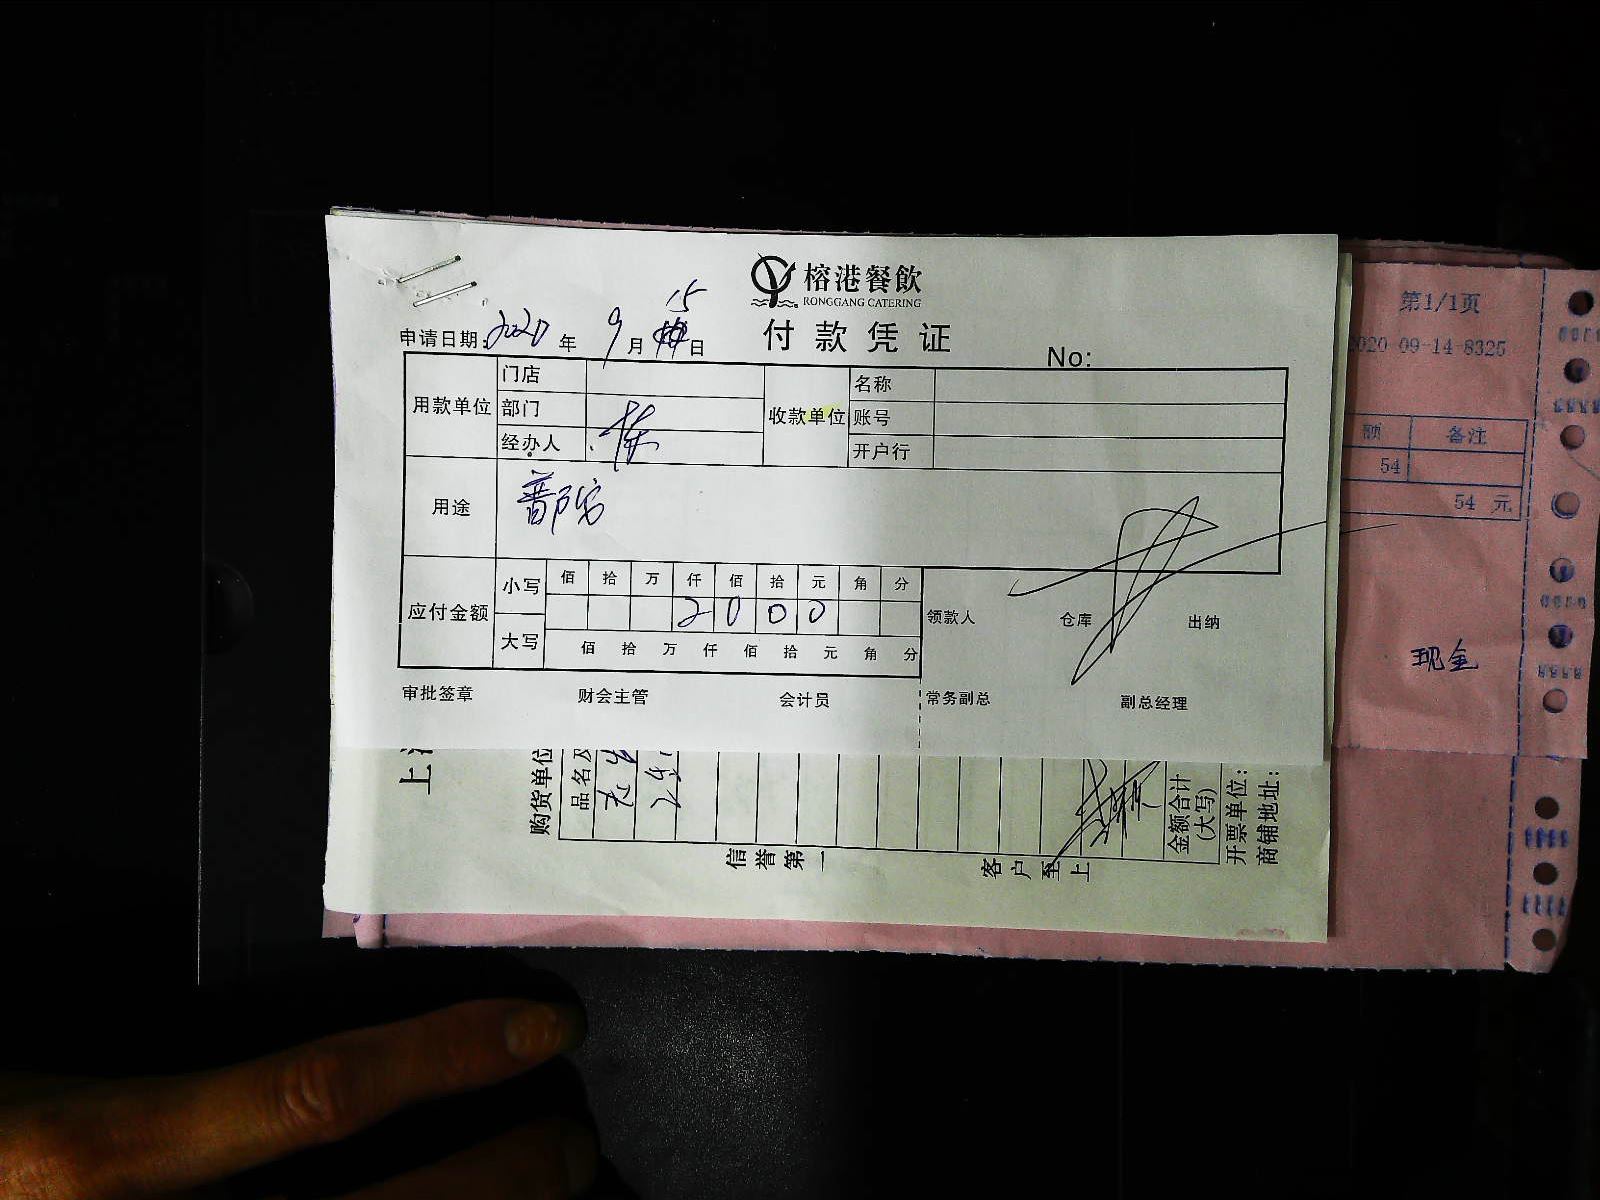 榕港餐飲
RONGGANG CATERING
付款凭证
申请日期: 2020 年 9 月 15 日
No:
用款单位 门店
部门
经办人
收款单位 名称
账号
开户行
用途
应付金额 小写 佰 拾 万 仟 佰 拾 元 角 分
2 0 0 0
大写 佰 拾 万 仟 佰 拾 元 角 分
领款人 仓库 出纳
审批签章 财会主管 会计员 常务副总 副总经理
第1/1页
2020-09-14-8325
额 备注
54
54 元
现金
上
购货单位
品名及
信誉第一
客户至上
金额合计
(大写)
开票单位:
商铺地址: